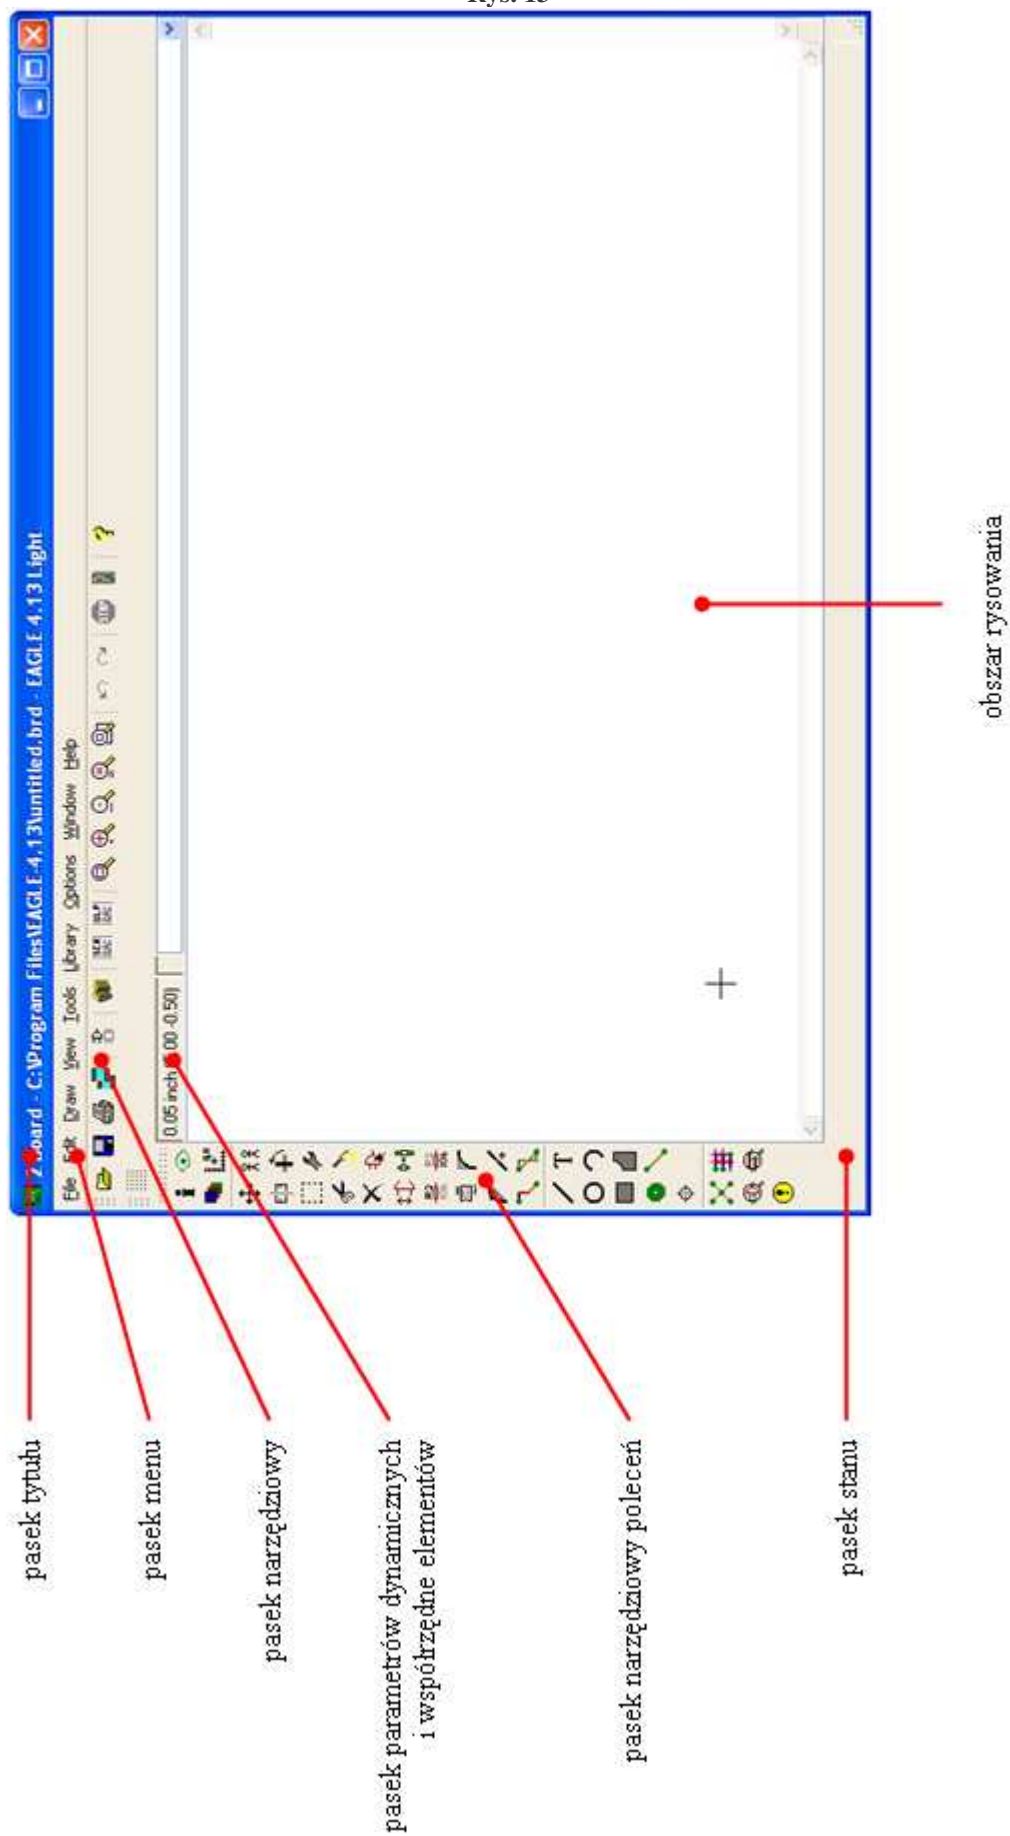 Rys. 13
2 Board - C:\Program Files\EAGLE-4.13\untitled.brd - EAGLE 4.13 Light
File Edit Draw View Tools Library Options Window Help
0.05 inch ( .00 -0.50)
pasek tytułu
pasek menu
pasek narzędziowy
pasek parametrów dynamicznych
i współrzędne elementów
pasek narzędziowy poleceń
pasek stanu
obszar rysowania